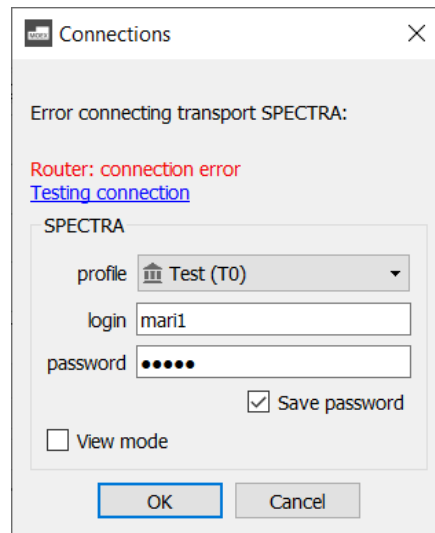 MOEX Connections
Error connecting transport SPECTRA:
Router: connection error
Testing connection
SPECTRA
profile Test (T0)
login mari1
password ●●●●●
Save password
View mode
OK Cancel